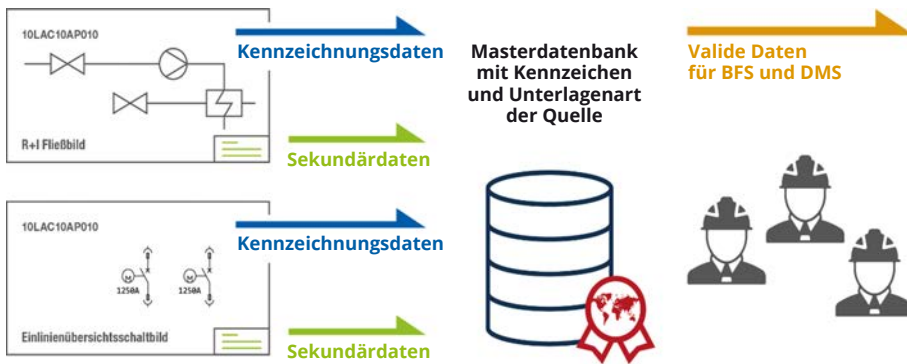 10LAC10AP010
R+I Fließbild
Kennzeichnungsdaten
Sekundärdaten
10LAC10AP010
M
1250A
M
1250A
Einlinienübersichtsschaltbild
Kennzeichnungsdaten
Sekundärdaten
Masterdatenbank
mit Kennzeichen
und Unterlagenart
der Quelle
Valide Daten
für BFS und DMS